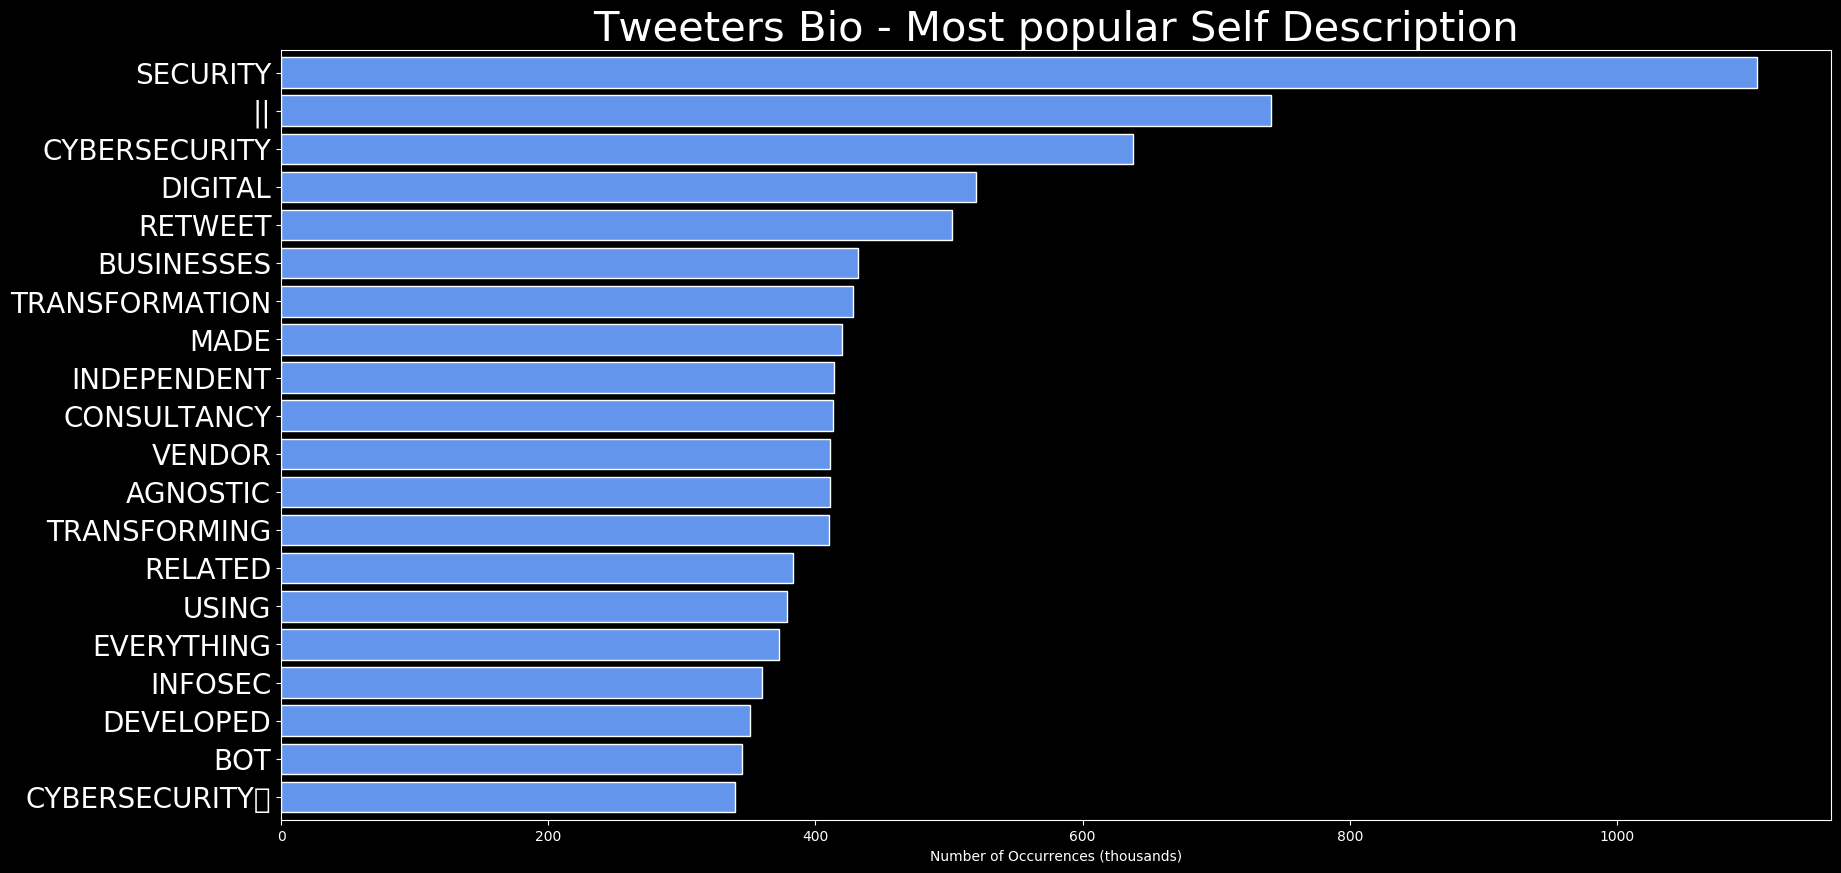 Tweeters Bio - Most popular Self Description
SECURITY
||
CYBERSECURITY
DIGITAL
RETWEET
BUSINESSES
TRANSFORMATION
MADE
INDEPENDENT
CONSULTANCY
VENDOR
AGNOSTIC
TRANSFORMING
RELATED
USING
EVERYTHING
INFOSEC
DEVELOPED
BOT
CYBERSECURITY▯
0 200 400 600 800 1000
Number of Occurrences (thousands)